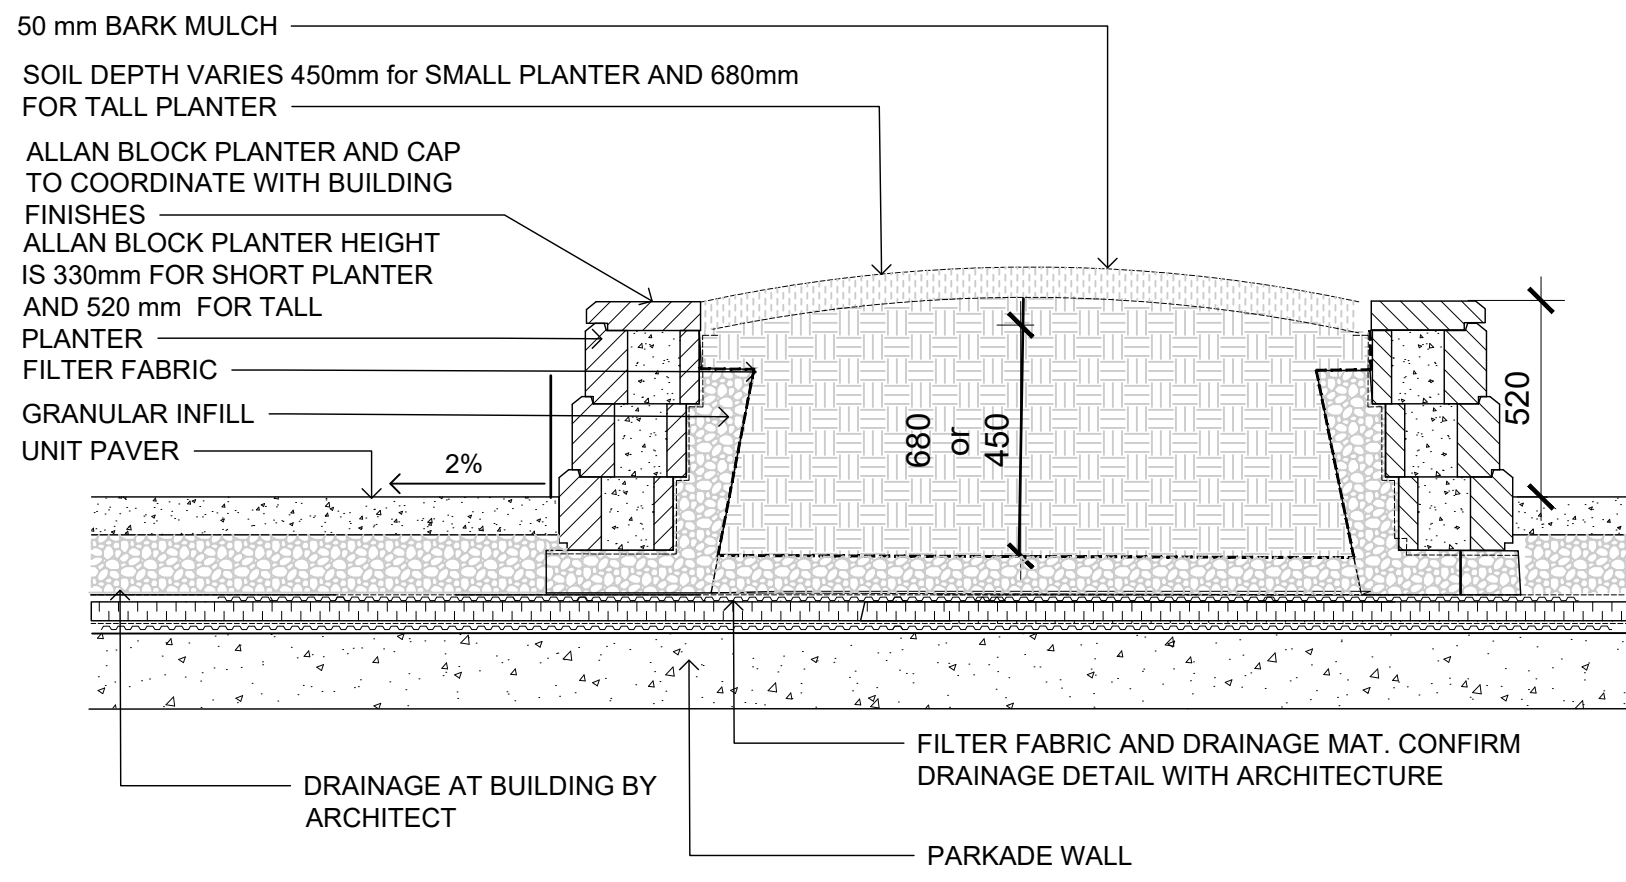 50 mm BARK MULCH
SOIL DEPTH VARIES 450mm for SMALL PLANTER AND 680mm
FOR TALL PLANTER
ALLAN BLOCK PLANTER AND CAP
TO COORDINATE WITH BUILDING
FINISHES
ALLAN BLOCK PLANTER HEIGHT
IS 330mm FOR SHORT PLANTER
AND 520 mm FOR TALL
PLANTER
FILTER FABRIC
GRANULAR INFILL
UNIT PAVER
2%
680
or
450
520
FILTER FABRIC AND DRAINAGE MAT. CONFIRM
DRAINAGE DETAIL WITH ARCHITECTURE
DRAINAGE AT BUILDING BY
ARCHITECT
PARKADE WALL